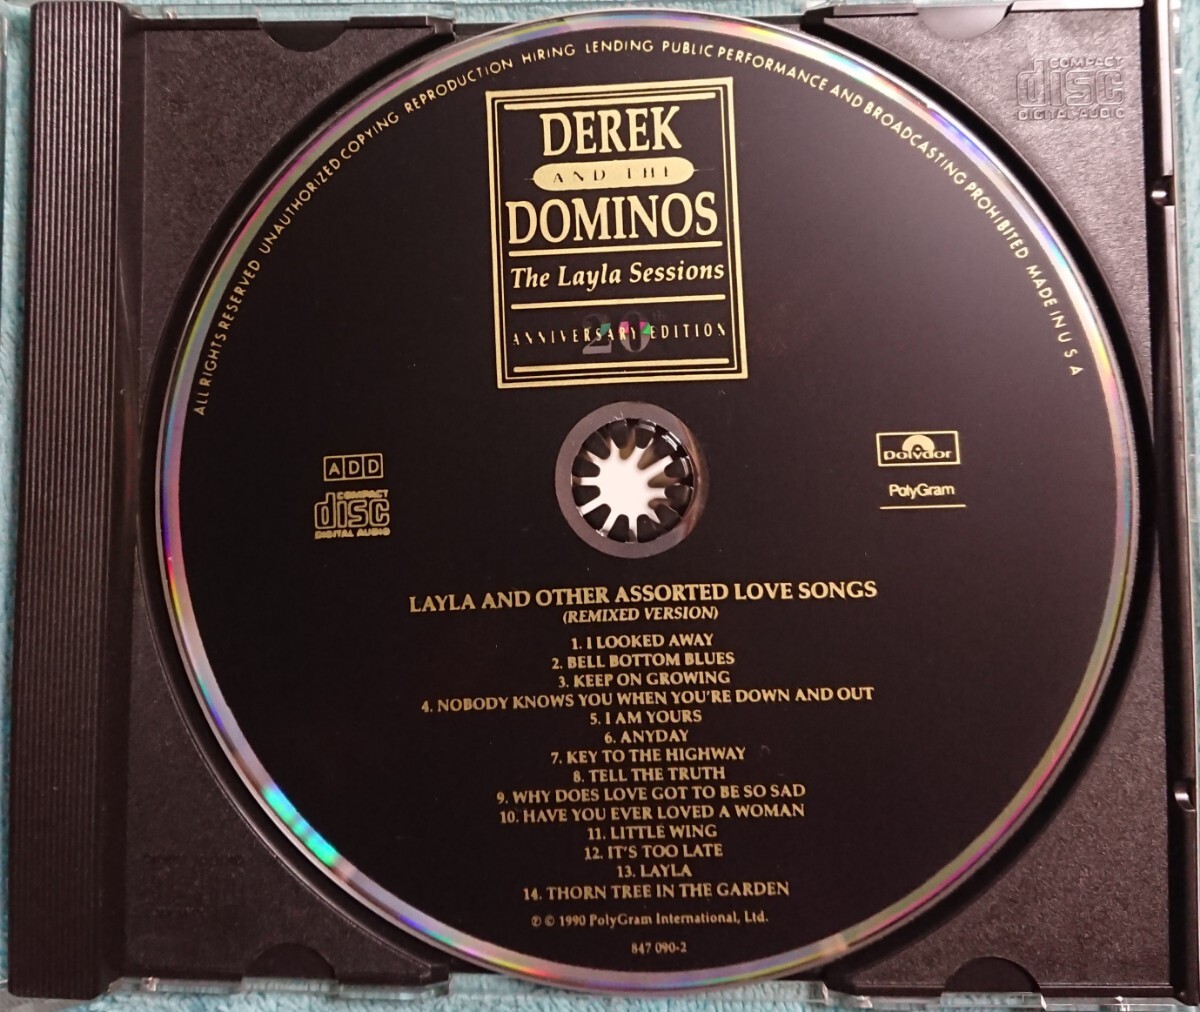 ALL RIGHTS RESERVED UNAUTHORIZED COPYING REPRODUCTION HIRING LENDING PUBLIC PERFORMANCE AND BROADCASTING PROHIBITED MADE IN U S A
COMPACT
disc
DIGITAL AUDIO
DEREK
AND THE
DOMINOS
The Layla Sessions
20th
ANNIVERSARY EDITION
ADD
COMPACT
disc
DIGITAL AUDIO
Polydor
PolyGram
LAYLA AND OTHER ASSORTED LOVE SONGS
(REMIXED VERSION)
1. I LOOKED AWAY
2. BELL BOTTOM BLUES
3. KEEP ON GROWING
4. NOBODY KNOWS YOU WHEN YOU'RE DOWN AND OUT
5. I AM YOURS
6. ANYDAY
7. KEY TO THE HIGHWAY
8. TELL THE TRUTH
9. WHY DOES LOVE GOT TO BE SO SAD
10. HAVE YOU EVER LOVED A WOMAN
11. LITTLE WING
12. IT'S TOO LATE
13. LAYLA
14. THORN TREE IN THE GARDEN
℗ © 1990 PolyGram International, Ltd.
847 090-2